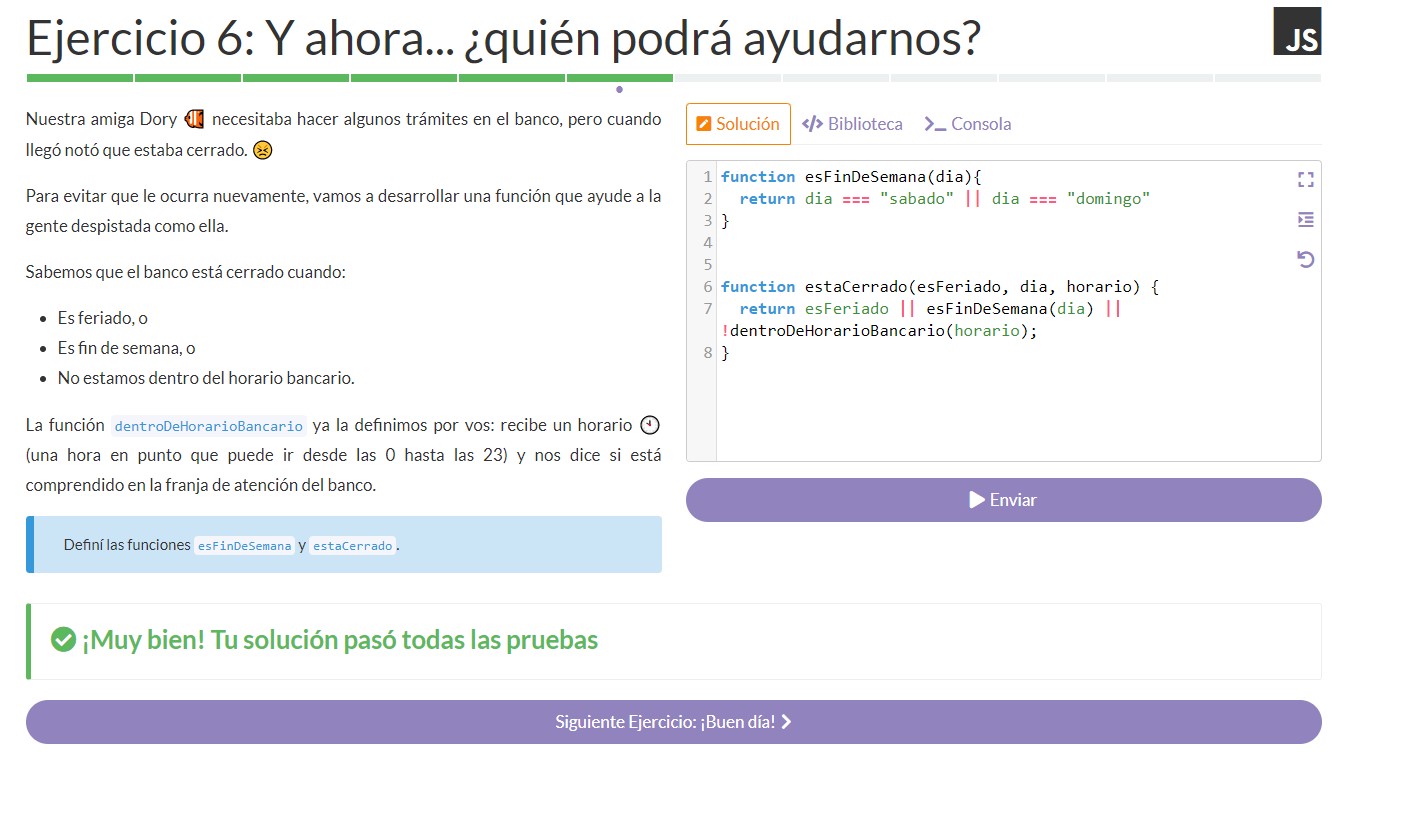 Ejercicio 6: Y ahora... ¿quién podrá ayudarnos?
JS
Nuestra amiga Dory necesitaba hacer algunos trámites en el banco, pero cuando
llegó notó que estaba cerrado.
Para evitar que le ocurra nuevamente, vamos a desarrollar una función que ayude a la
gente despistada como ella.
Sabemos que el banco está cerrado cuando:
Es feriado, o
Es fin de semana, o
No estamos dentro del horario bancario.
La función dentroDeHorarioBancario ya la definimos por vos: recibe un horario
(una hora en punto que puede ir desde las 0 hasta las 23) y nos dice si está
comprendido en la franja de atención del banco.
Definí las funciones esFinDeSemana y estaCerrado.
Solución </> Biblioteca >_ Consola
1 function esFinDeSemana(dia){
2 return dia === "sabado" || dia === "domingo"
3 }
4
5
6 function estaCerrado(esFeriado, dia, horario) {
7 return esFeriado || esFinDeSemana(dia) ||
!dentroDeHorarioBancario(horario);
8 }
Enviar
¡Muy bien! Tu solución pasó todas las pruebas
Siguiente Ejercicio: ¡Buen día!